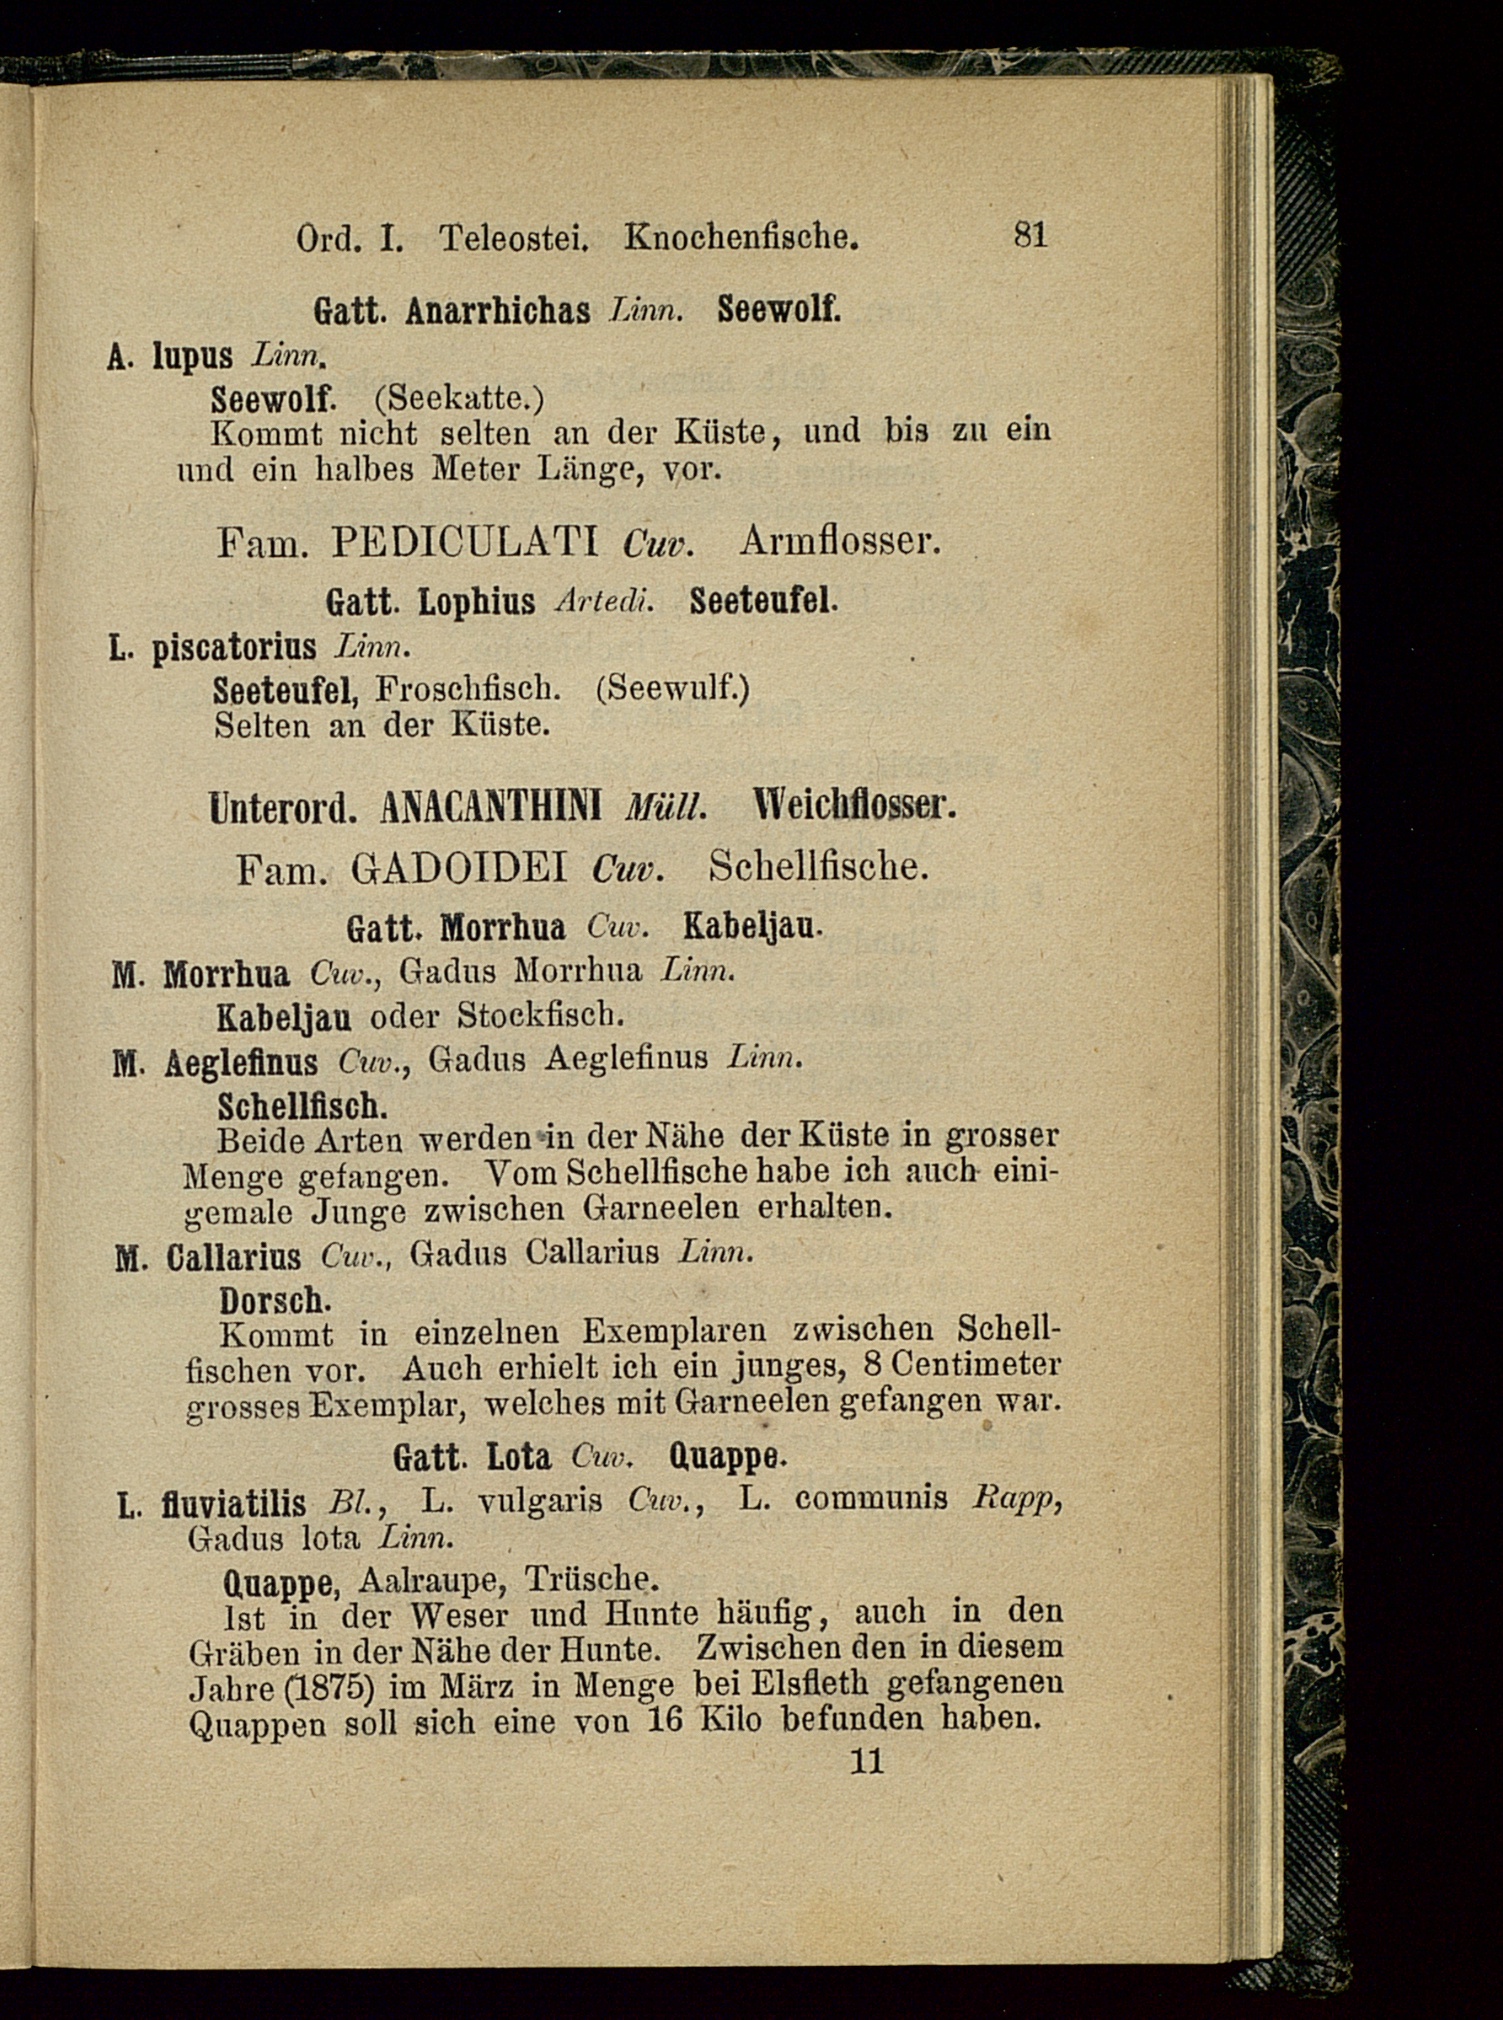 Ord. I. Teleostei. Knochenfische. 81
Gatt. Anarrhichas Linn. Seewolf.
A. lupus Linn.
Seewolf. (Seekatte.)
Kommt nicht selten an der Küste, und bis zu ein
und ein halbes Meter Länge, vor.
Fam. PEDICULATI Cuv. Armflosser.
Gatt. Lophius Artedi. Seeteufel.
L. piscatorius Linn.
Seeteufel, Froschfisch. (Seewulf.)
Selten an der Küste.
Unterord. ANACANTHINI Müll. Weichflosser.
Fam. GADOIDEI Cuv. Schellfische.
Gatt. Morrhua Cuv. Kabeljau.
M. Morrhua Cuv., Gadus Morrhua Linn.
Kabeljau oder Stockfisch.
M. Aeglefinus Cuv., Gadus Aeglefinus Linn.
Schellfisch.
Beide Arten werden in der Nähe der Küste in grosser
Menge gefangen. Vom Schellfische habe ich auch eini-
gemale Junge zwischen Garneelen erhalten.
M. Callarius Cuv., Gadus Callarius Linn.
Dorsch.
Kommt in einzelnen Exemplaren zwischen Schell-
fischen vor. Auch erhielt ich ein junges, 8 Centimeter
grosses Exemplar, welches mit Garneelen gefangen war.
Gatt. Lota Cuv. Quappe.
L. fluviatilis Bl., L. vulgaris Cuv., L. communis Rapp,
Gadus lota Linn.
Quappe, Aalraupe, Trüsche.
Ist in der Weser und Hunte häufig, auch in den
Gräben in der Nähe der Hunte. Zwischen den in diesem
Jahre (1875) im März in Menge bei Elsfleth gefangenen
Quappen soll sich eine von 16 Kilo befunden haben.
11